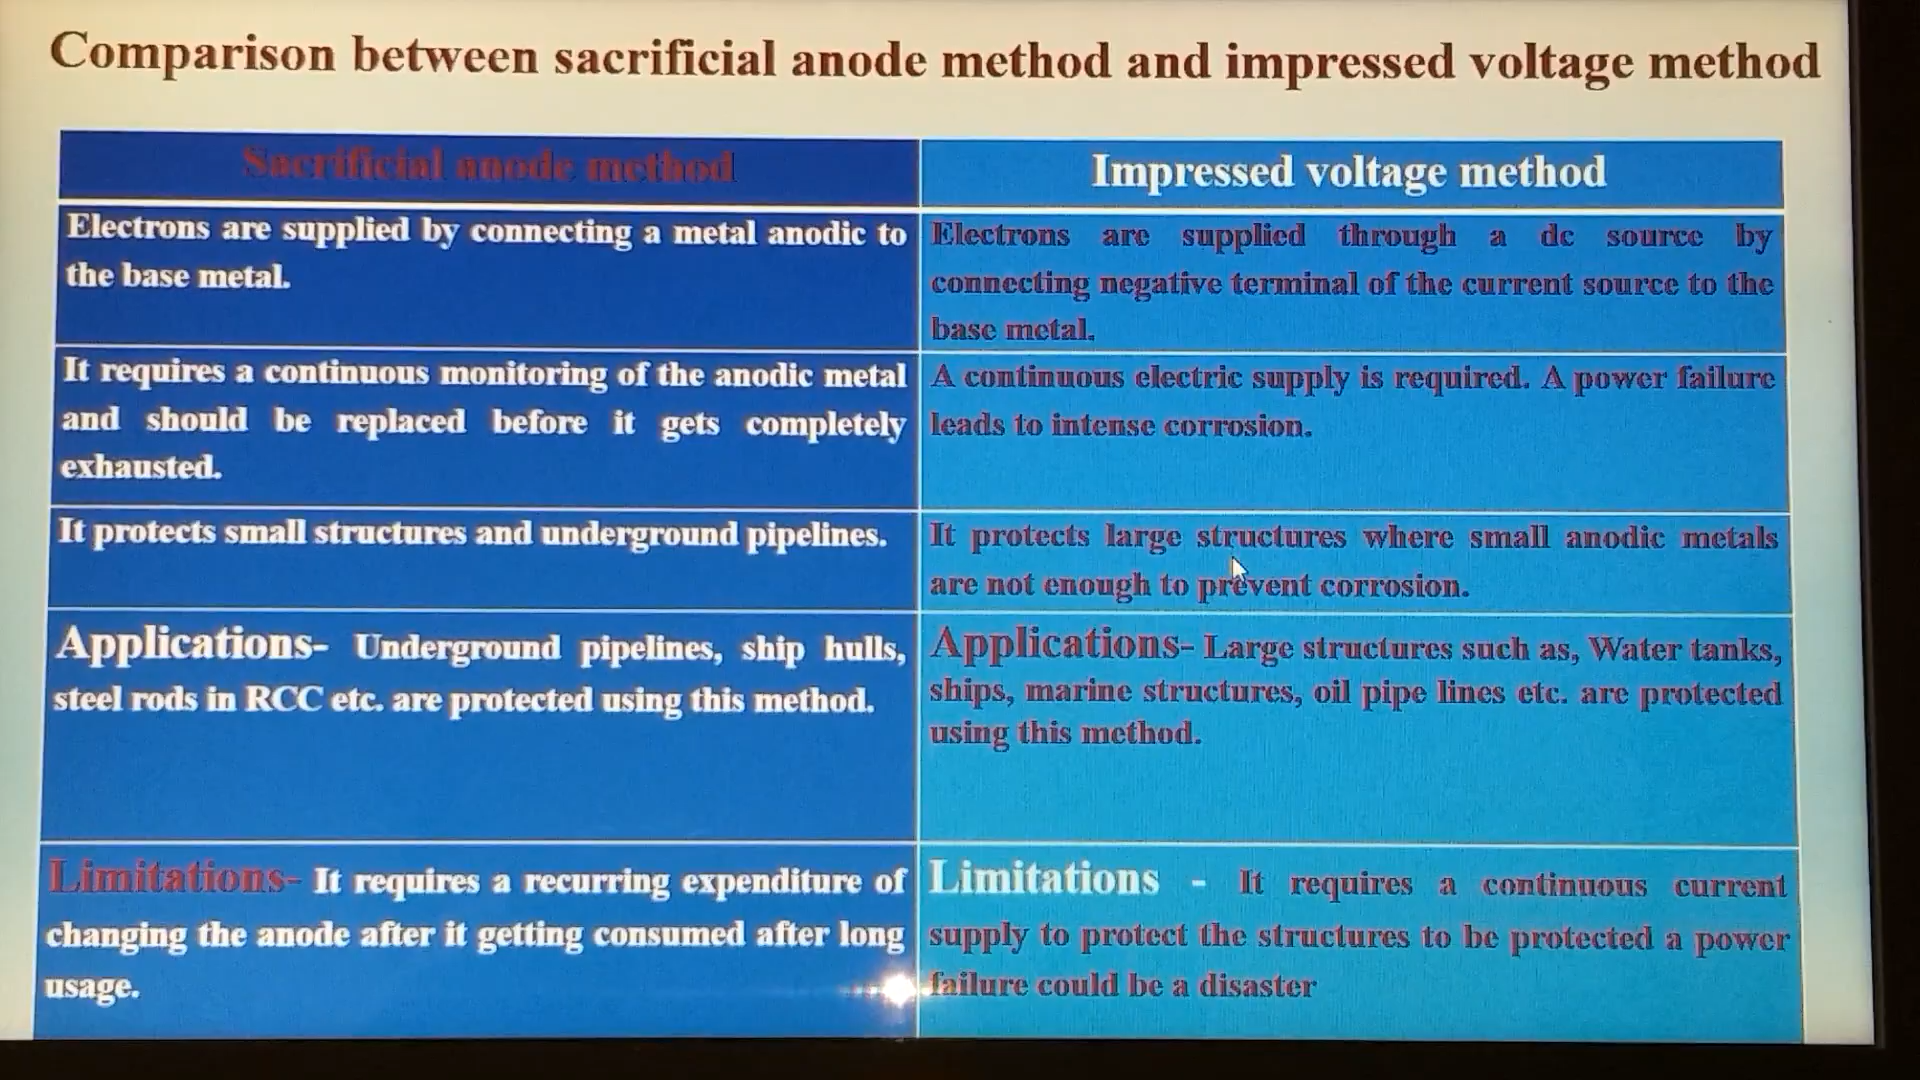 Comparison between sacrificial anode method and impressed voltage method
Sacrificial anode method
Impressed voltage method
Electrons are supplied by connecting a metal anodic to
the base metal.
Electrons are supplied through a dc source by
connecting negative terminal of the current source to the
base metal.
It requires a continuous monitoring of the anodic metal
and should be replaced before it gets completely
exhausted.
A continuous electric supply is required. A power failure
leads to intense corrosion.
It protects small structures and underground pipelines.
It protects large structures where small anodic metals
are not enough to prevent corrosion.
Applications- Underground pipelines, ship hulls,
steel rods in RCC etc. are protected using this method.
Applications- Large structures such as, Water tanks,
ships, marine structures, oil pipe lines etc. are protected
using this method.
Limitations- It requires a recurring expenditure of
changing the anode after it getting consumed after long
usage.
Limitations - It requires a continuous current
supply to protect the structures to be protected a power
failure could be a disaster